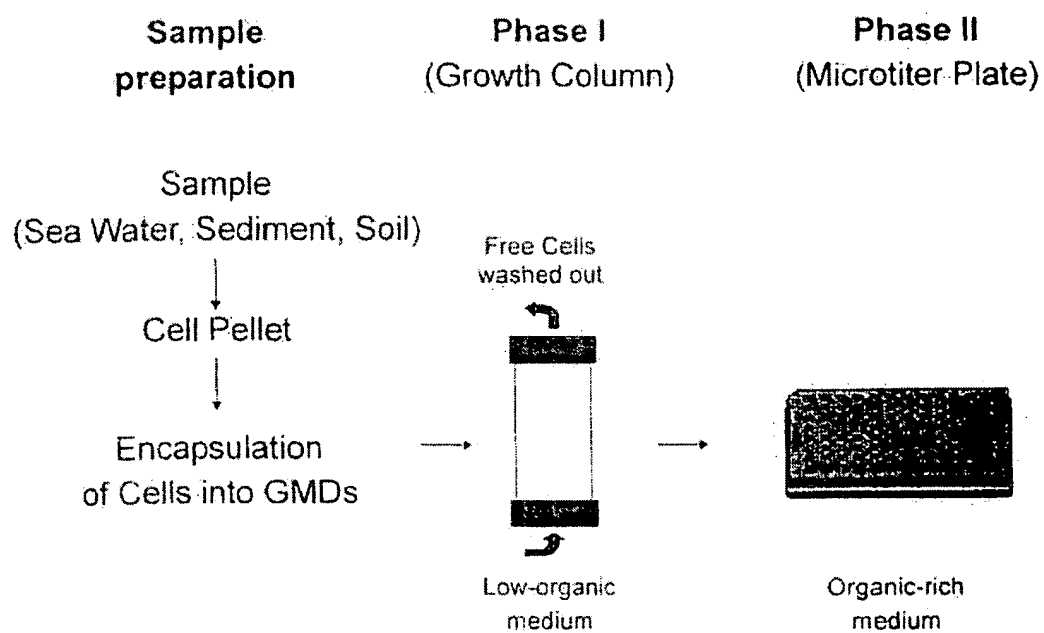 Sample
preparation
Phase I
(Growth Column)
Phase II
(Microtiter Plate)
Sample
(Sea Water, Sediment, Soil)
Cell Pellet
Encapsulation
of Cells into GMDs
Free Cells
washed out
Low-organic
medium
Organic-rich
medium